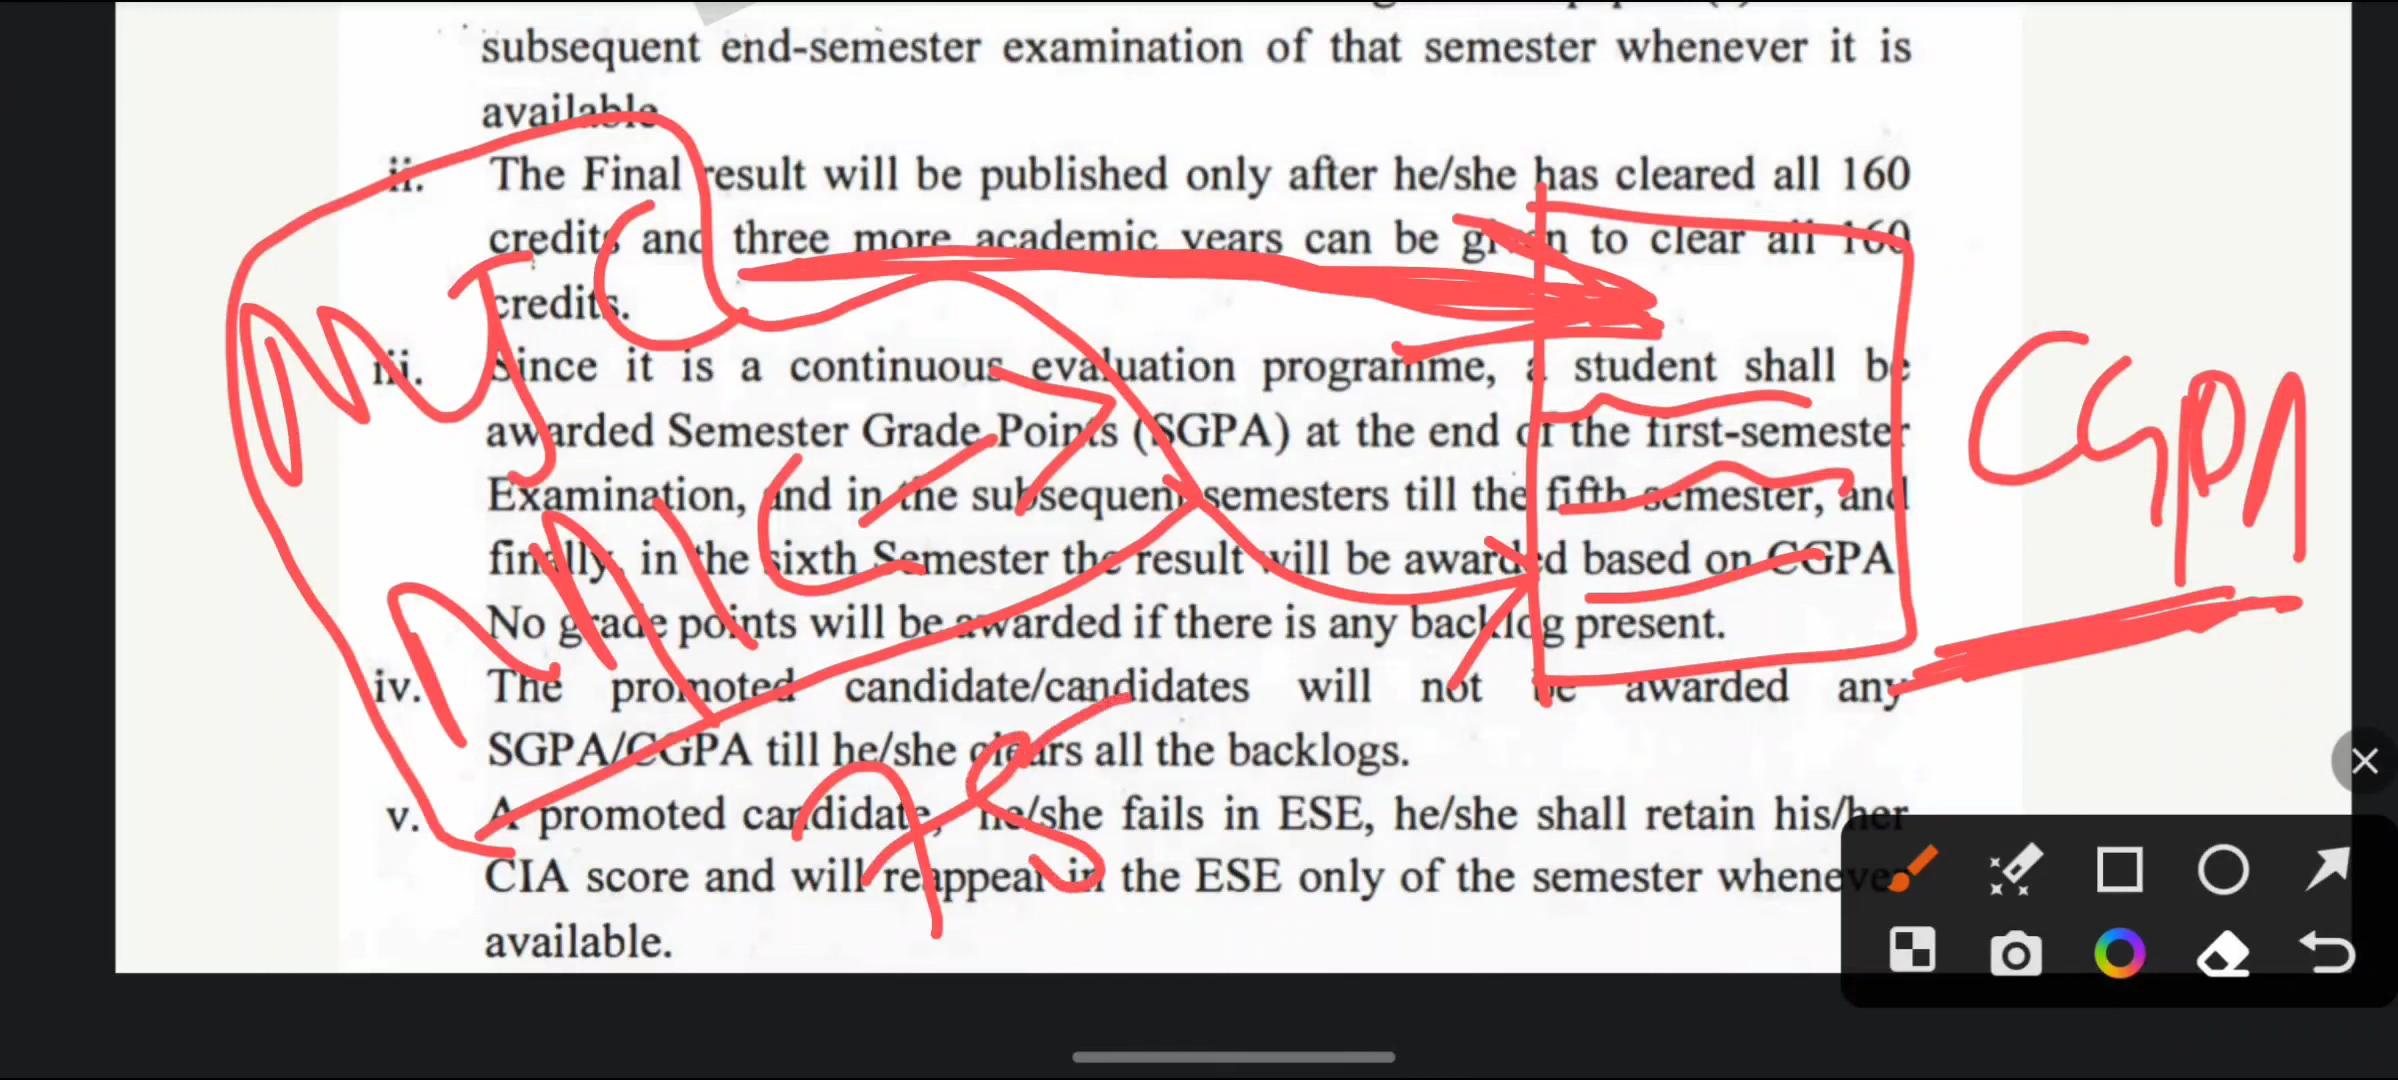 subsequent end-semester examination of that semester whenever it is
available
ii. The Final result will be published only after he/she has cleared all 160
credits and three more academic years can be given to clear all 160
credits.
iii. Since it is a continuous evaluation programme, a student shall be
awarded Semester Grade Points (SGPA) at the end of the first-semester
Examination, and in the subsequent semesters till the fifth semester, and
finally, in the sixth Semester the result will be awarded based on CGPA
No grade points will be awarded if there is any backlog present.
iv. The promoted candidate/candidates will not be awarded any
SGPA/CGPA till he/she clears all the backlogs.
v. A promoted candidate, he/she fails in ESE, he/she shall retain his/her
CIA score and will reappear in the ESE only of the semester whenever
available.
MJC
MIC
CGPA